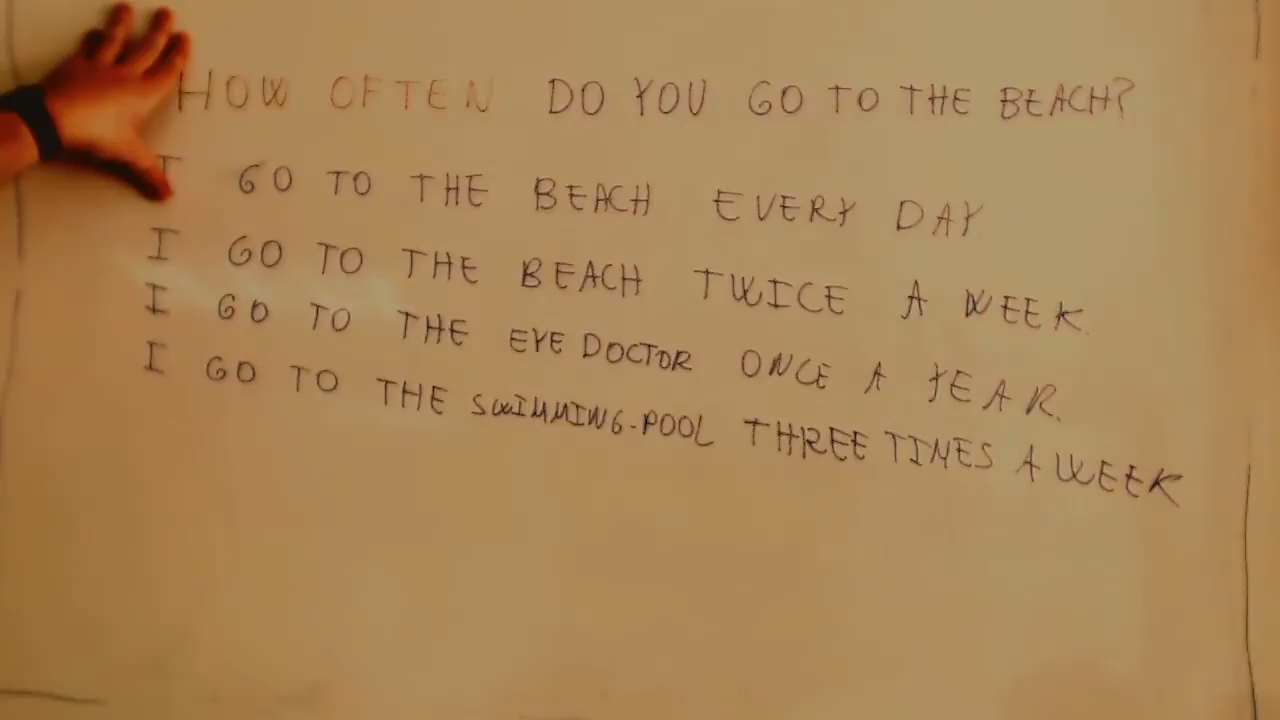 HOW OFTEN DO YOU GO TO THE BEACH?
I GO TO THE BEACH EVERY DAY
I GO TO THE BEACH TWICE A WEEK.
I GO TO THE EYE DOCTOR ONCE A YEAR.
I GO TO THE SWIMMING-POOL THREE TIMES A WEEK